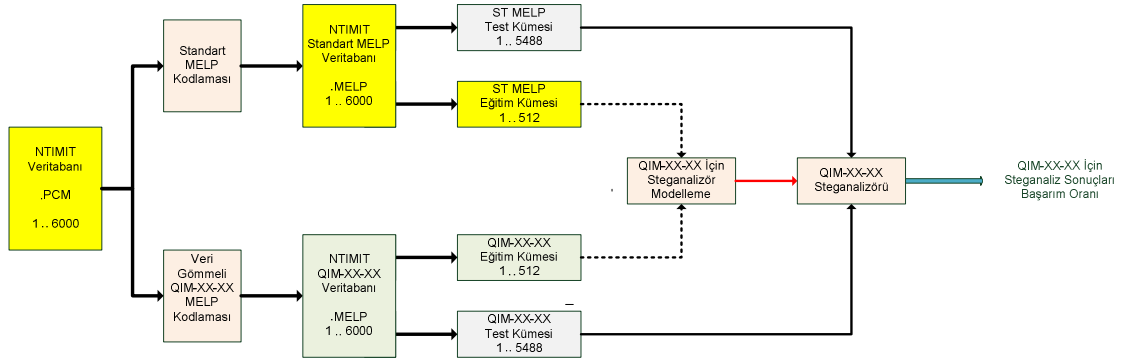 NTIMIT
Veritabanı
.PCM
1 . . 6000
Standart
MELP
Kodlaması
NTIMIT
Standart MELP
Veritabanı
.MELP
1 . . 6000
ST MELP
Test Kümesi
1 . . 5488
ST MELP
Eğitim Kümesi
1 . . 512
QIM-XX-XX İçin
Steganalizör
Modelleme
QIM-XX-XX
Steganalizörü
QIM-XX-XX İçin
Steganaliz Sonuçları
Başarım Oranı
Veri
Gömmeli
QIM-XX-XX
MELP
Kodlaması
NTIMIT
QIM-XX-XX
Veritabanı
.MELP
1 . . 6000
QIM-XX-XX
Eğitim Kümesi
1 . . 512
QIM-XX-XX
Test Kümesi
1 . . 5488